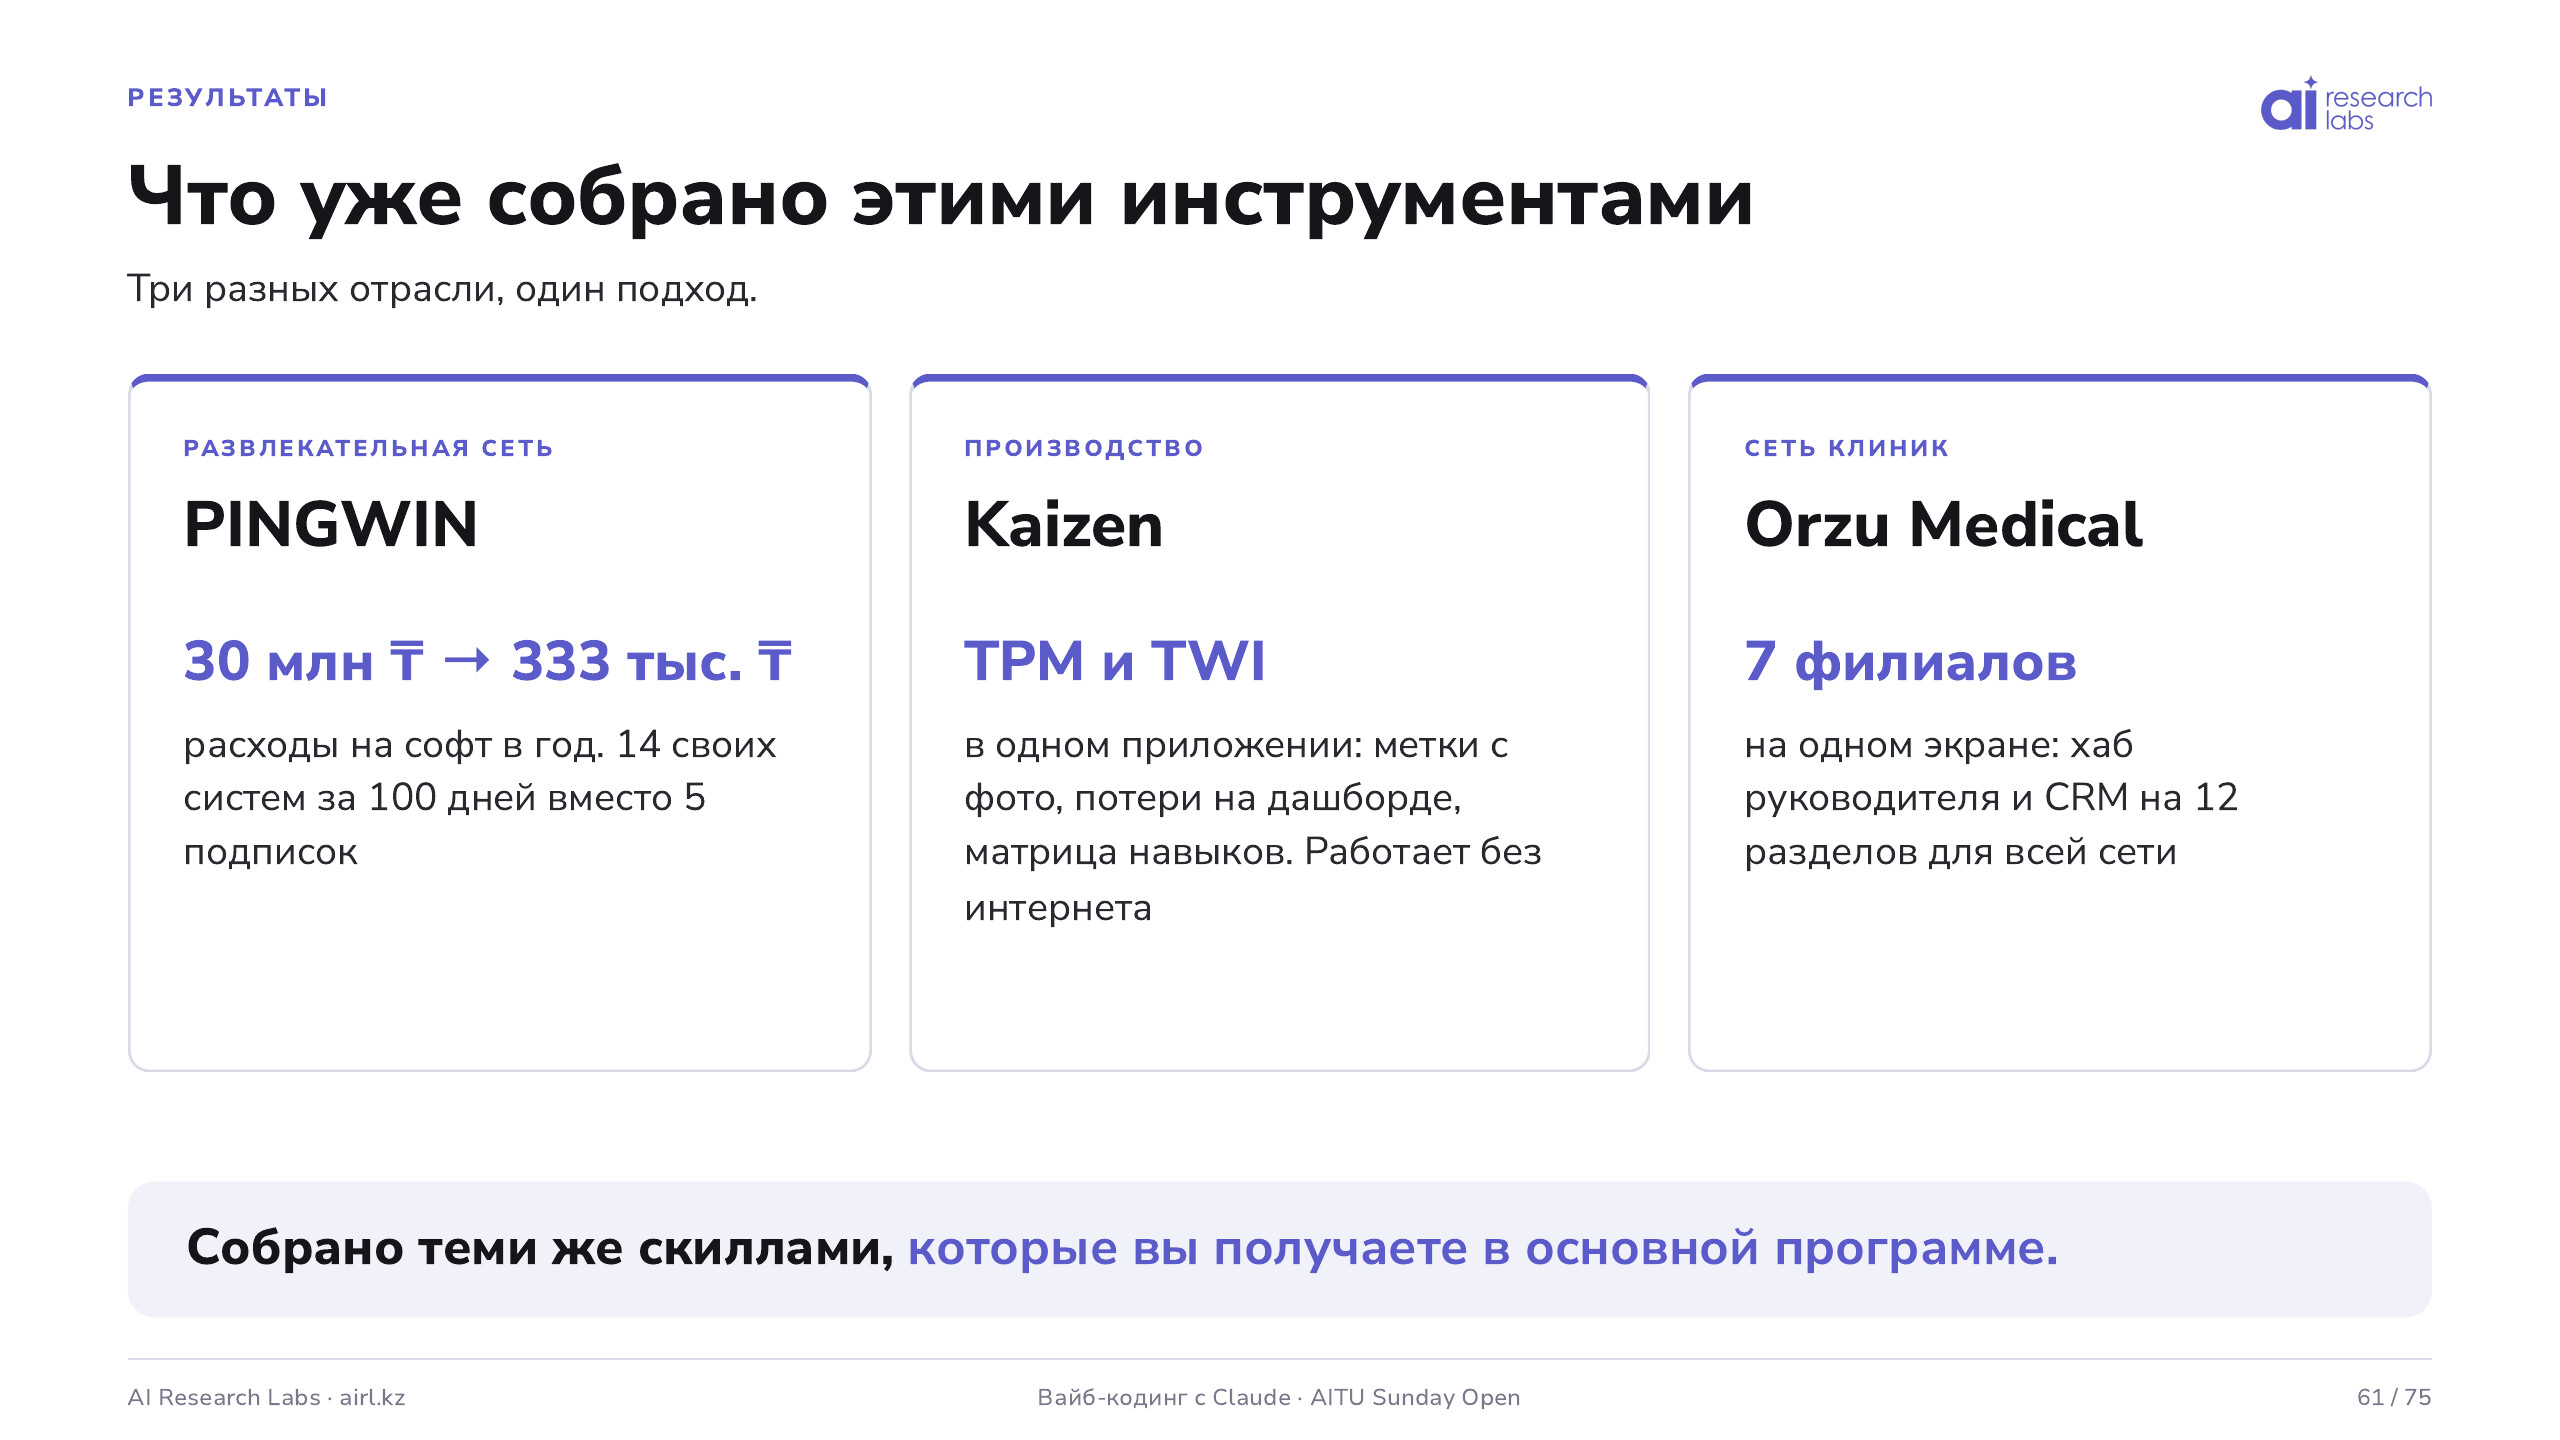 РЕЗУЛЬТАТЫ
ai research labs
Что уже собрано этими инструментами
Три разных отрасли, один подход.
РАЗВЛЕКАТЕЛЬНАЯ СЕТЬ
PINGWIN
30 млн ₸ → 333 тыс. ₸
расходы на софт в год. 14 своих
систем за 100 дней вместо 5
подписок
ПРОИЗВОДСТВО
Kaizen
TPM и TWI
в одном приложении: метки с
фото, потери на дашборде,
матрица навыков. Работает без
интернета
СЕТЬ КЛИНИК
Orzu Medical
7 филиалов
на одном экране: хаб
руководителя и CRM на 12
разделов для всей сети
Собрано теми же скиллами, которые вы получаете в основной программе.
AI Research Labs · airl.kz
Вайб-кодинг с Claude · AITU Sunday Open
61 / 75